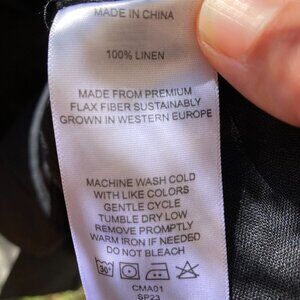 MADE IN CHINA
100% LINEN
MADE FROM PREMIUM
FLAX FIBER SUSTAINABLY
GROWN IN WESTERN EUROPE
MACHINE WASH COLD
WITH LIKE COLORS
GENTLE CYCLE
TUMBLE DRY LOW
REMOVE PROMPTLY
WARM IRON IF NEEDED
DO NOT BLEACH
30°
CMA01
SP23